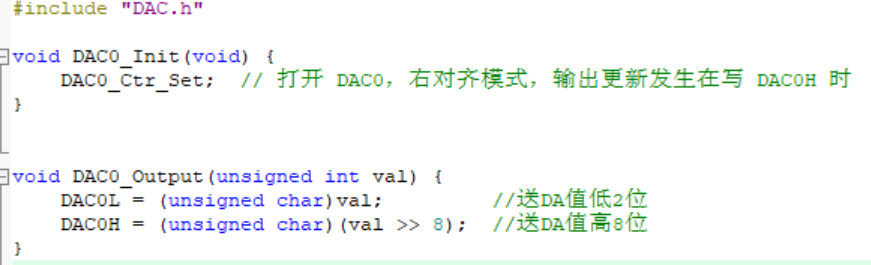 #include "DAC.h"
void DAC0_Init(void) {
DAC0_Ctr_Set; // 打开 DAC0，右对齐模式，输出更新发生在写 DAC0H 时
}
void DAC0_Output(unsigned int val) {
DAC0L = (unsigned char)val; //送DA值低2位
DAC0H = (unsigned char)(val >> 8); //送DA值高8位
}